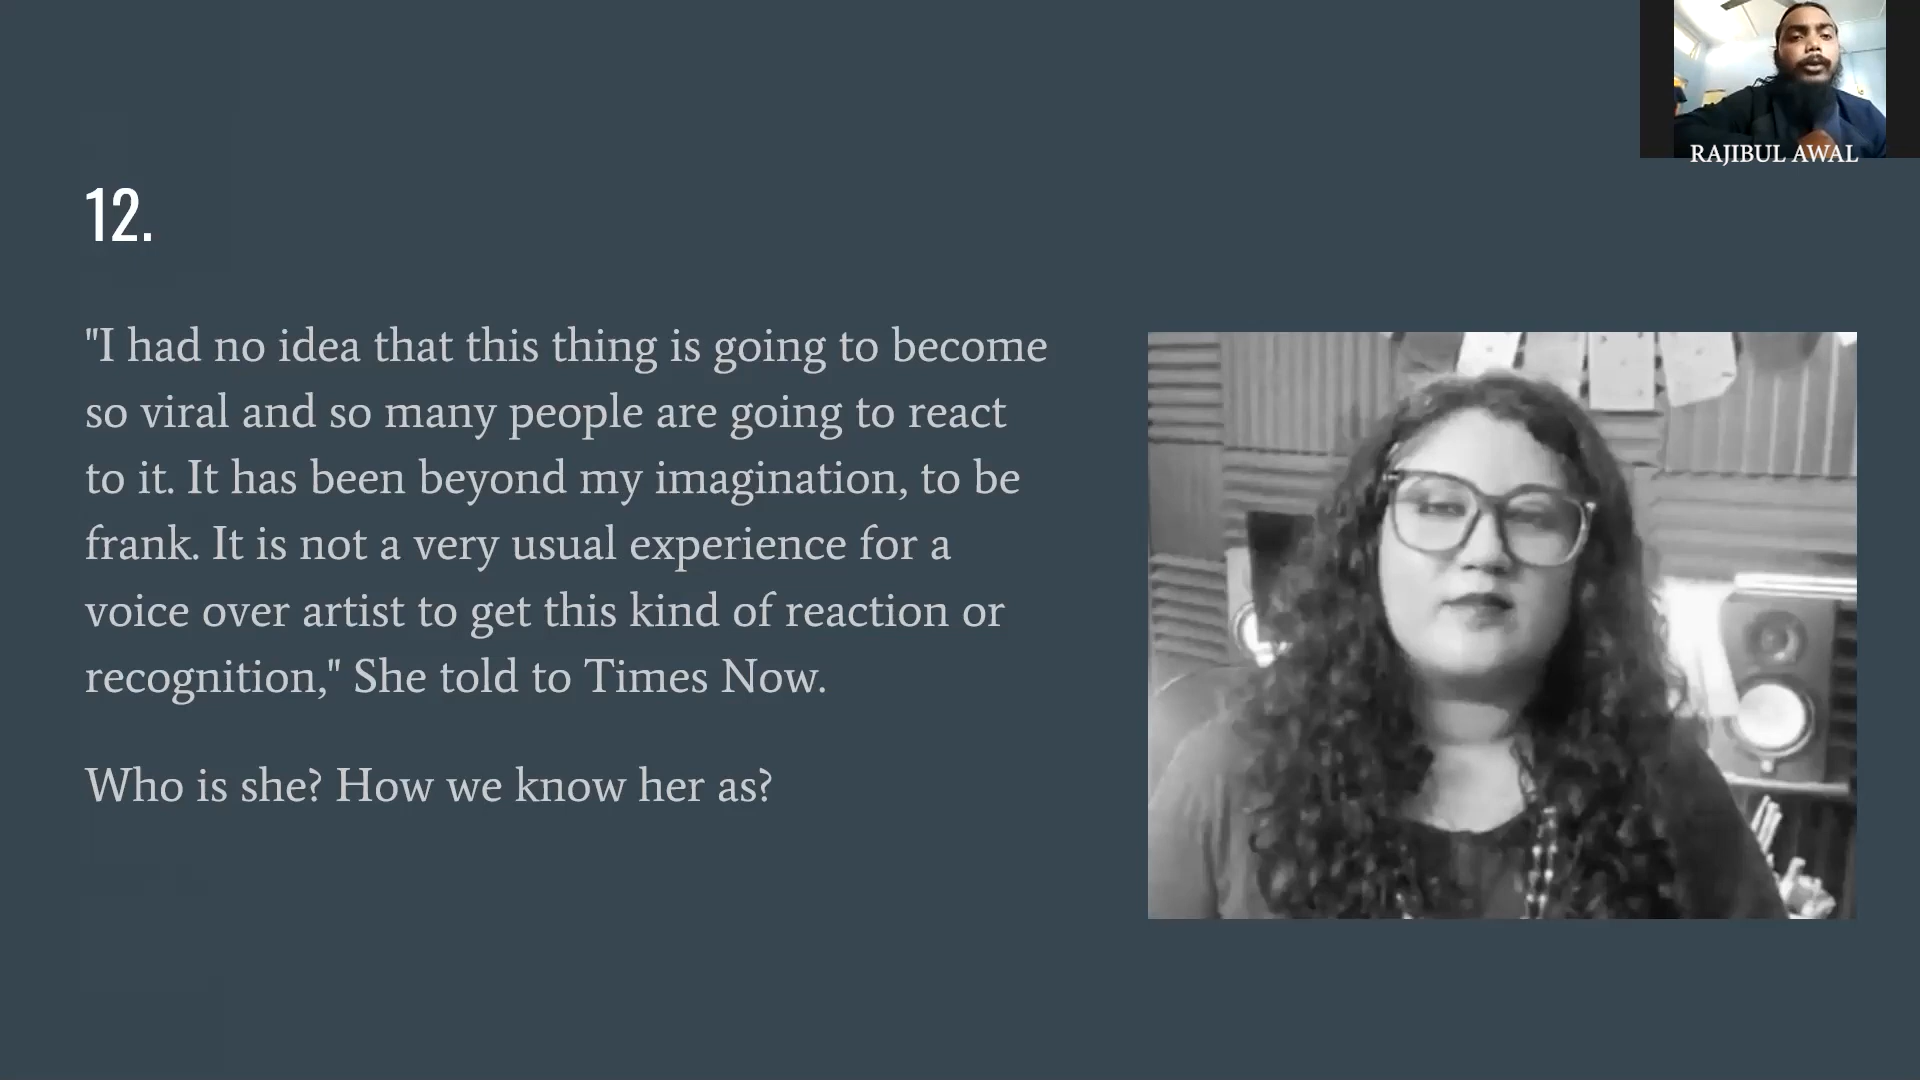 RAJIBUL AWAL
12.
"I had no idea that this thing is going to become
so viral and so many people are going to react
to it. It has been beyond my imagination, to be
frank. It is not a very usual experience for a
voice over artist to get this kind of reaction or
recognition," She told to Times Now.
Who is she? How we know her as?